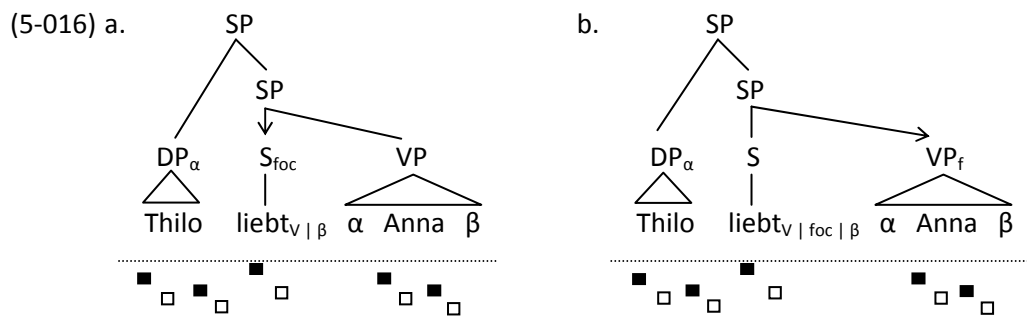 (5-016) a. SP b. SP
SP SP
DPα Sfoc VP DPα S VPf
Thilo liebtV | β α Anna β Thilo liebtV | foc | β α Anna β